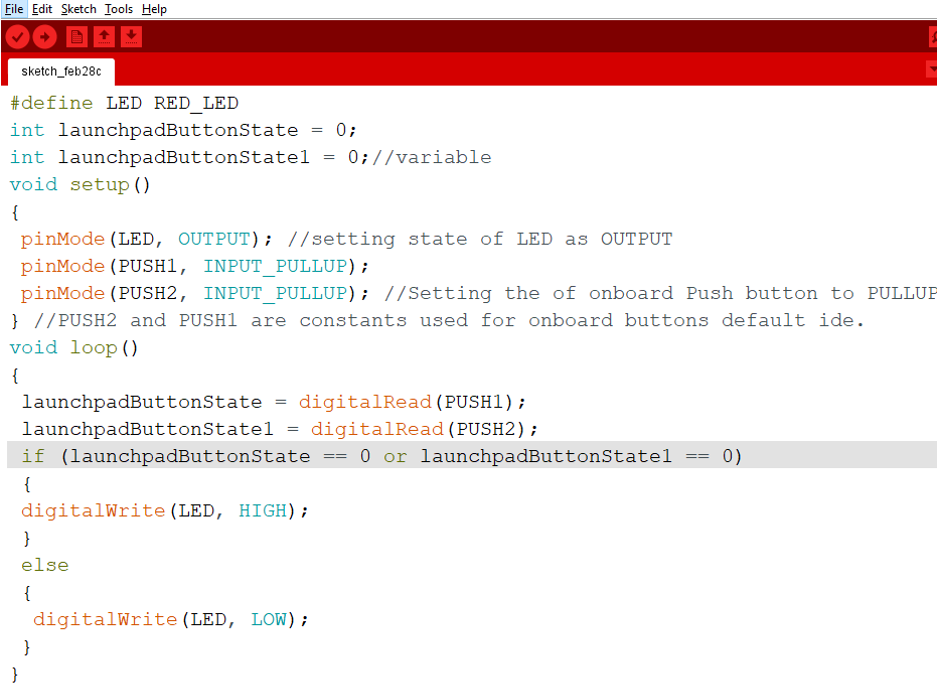 File Edit Sketch Tools Help
sketch_feb28c
#define LED RED_LED
int launchpadButtonState = 0;
int launchpadButtonState1 = 0;//variable
void setup()
{
pinMode(LED, OUTPUT); //setting state of LED as OUTPUT
pinMode(PUSH1, INPUT_PULLUP);
pinMode(PUSH2, INPUT_PULLUP); //Setting the of onboard Push button to PULLUP
} //PUSH2 and PUSH1 are constants used for onboard buttons default ide.
void loop()
{
launchpadButtonState = digitalRead(PUSH1);
launchpadButtonState1 = digitalRead(PUSH2);
if (launchpadButtonState == 0 or launchpadButtonState1 == 0)
{
digitalWrite(LED, HIGH);
}
else
{
digitalWrite(LED, LOW);
}
}